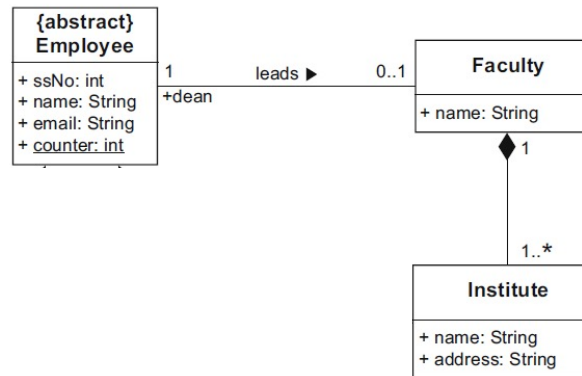 {abstract}
Employee
+ ssNo: int
+ name: String
+ email: String
+ counter: int
1
leads ▶
0..1
+dean
Faculty
+ name: String
1
1..*
Institute
+ name: String
+ address: String